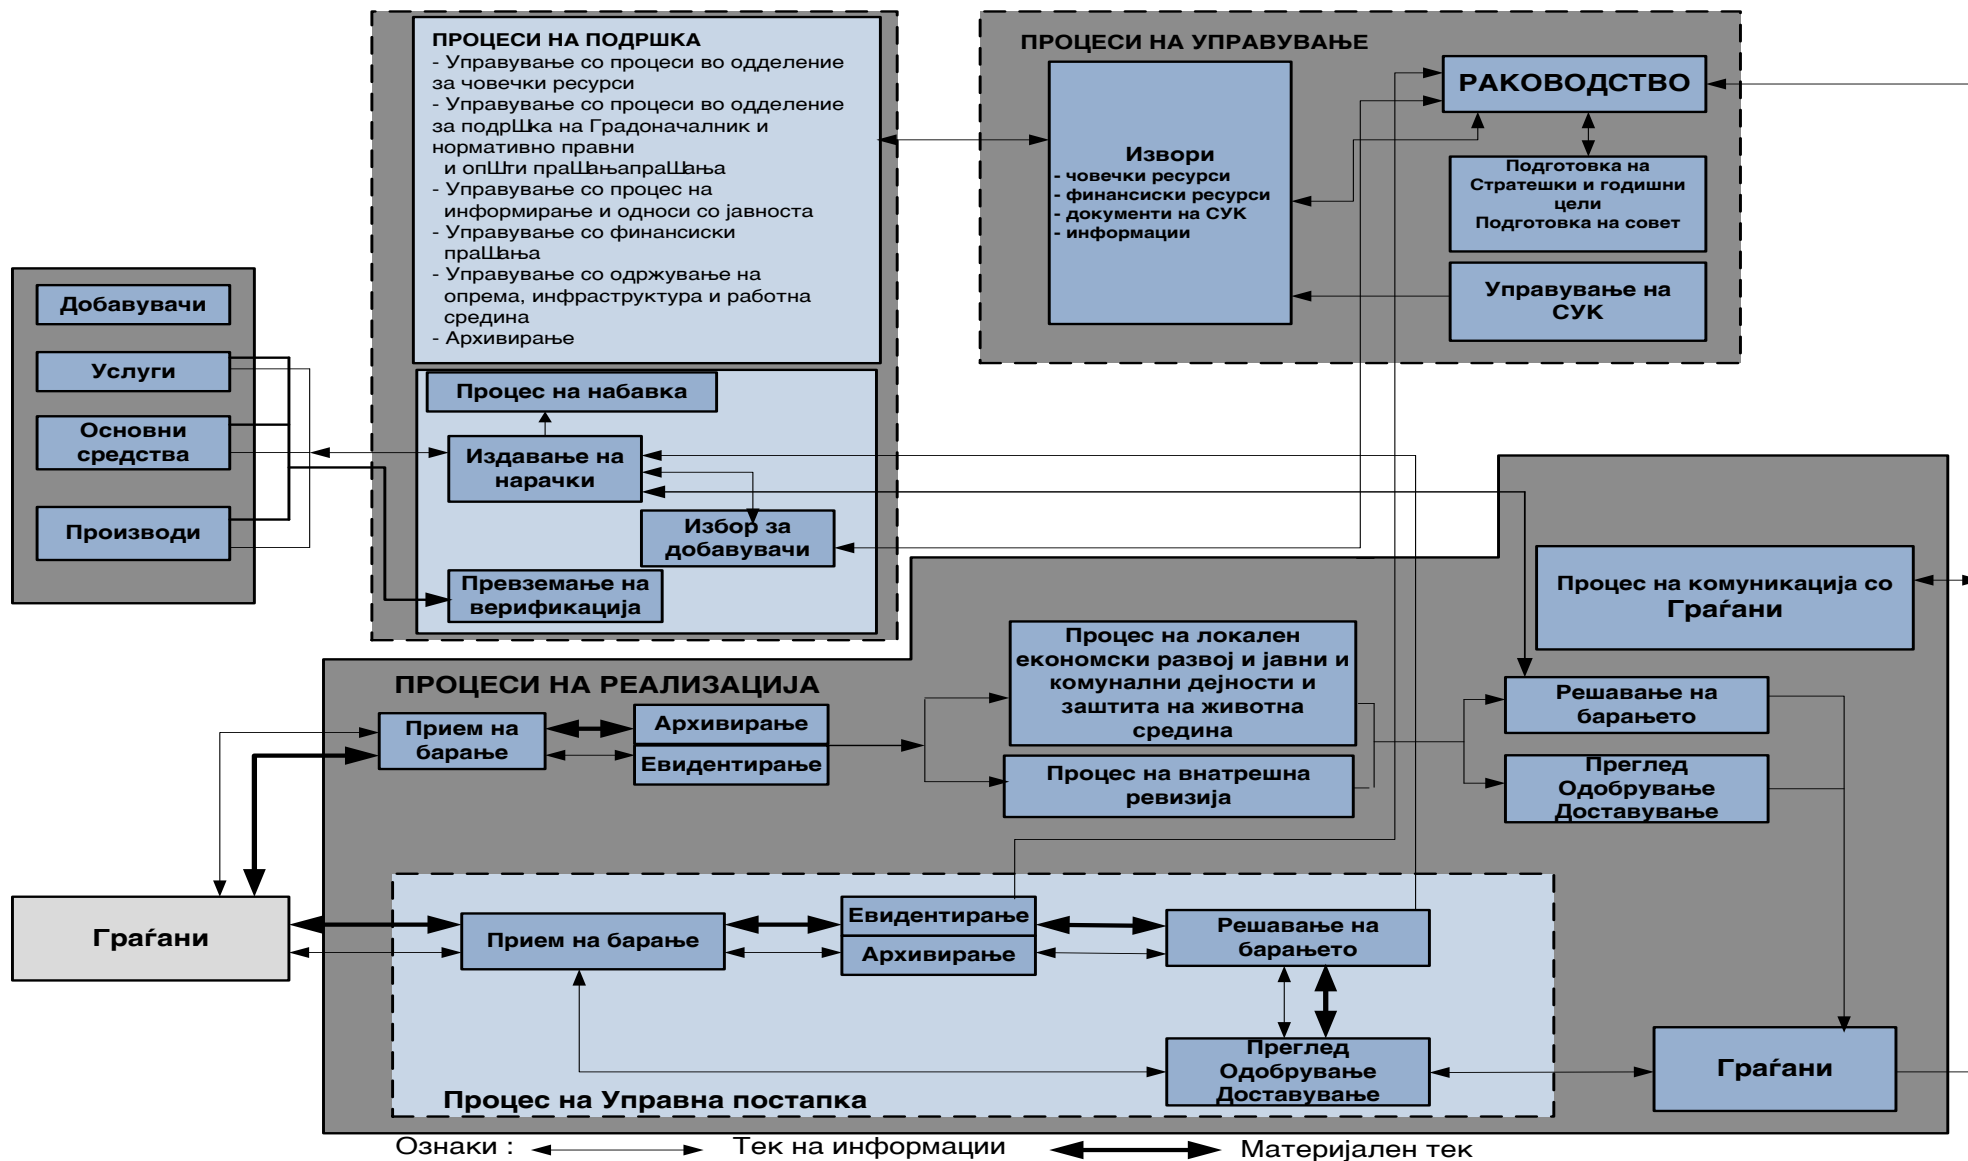 ПРОЦЕСИ НА ПОДРШКА
- Управување со процеси во одделение
за човечки ресурси
- Управување со процеси во одделение
за подрШка на Градоначалник и
нормативно правни
и опШти праШањапраШања
- Управување со процес на
информирање и односи со јавноста
- Управување со финансиски
праШања
- Управување со одржување на
опрема, инфраструктура и работна
средина
- Архивирање
ПРОЦЕСИ НА УПРАВУВАЊЕ
Извори
- човечки ресурси
- финансиски ресурси
- документи на СУК
- информации
РАКОВОДСТВО
Подготовка на
Стратешки и годишни
цели
Подготовка на совет
Управување на
СУК
Добавувачи
Услуги
Основни
средства
Производи
Процес на набавка
Издавање на
нарачки
Избор за
добавувачи
Превземање на
верификација
Процес на комуникација со
Граѓани
ПРОЦЕСИ НА РЕАЛИЗАЦИЈА
Прием на
барање
Архивирање
Евидентирање
Процес на локален
економски развој и јавни и
комунални дејности и
заштита на животна
средина
Процес на внатрешна
ревизија
Решавање на
барањето
Преглед
Одобрување
Доставување
Граѓани
Прием на барање
Евидентирање
Архивирање
Решавање на
барањето
Преглед
Одобрување
Доставување
Граѓани
Процес на Управна постапка
Ознаки : Тек на информации Материјален тек